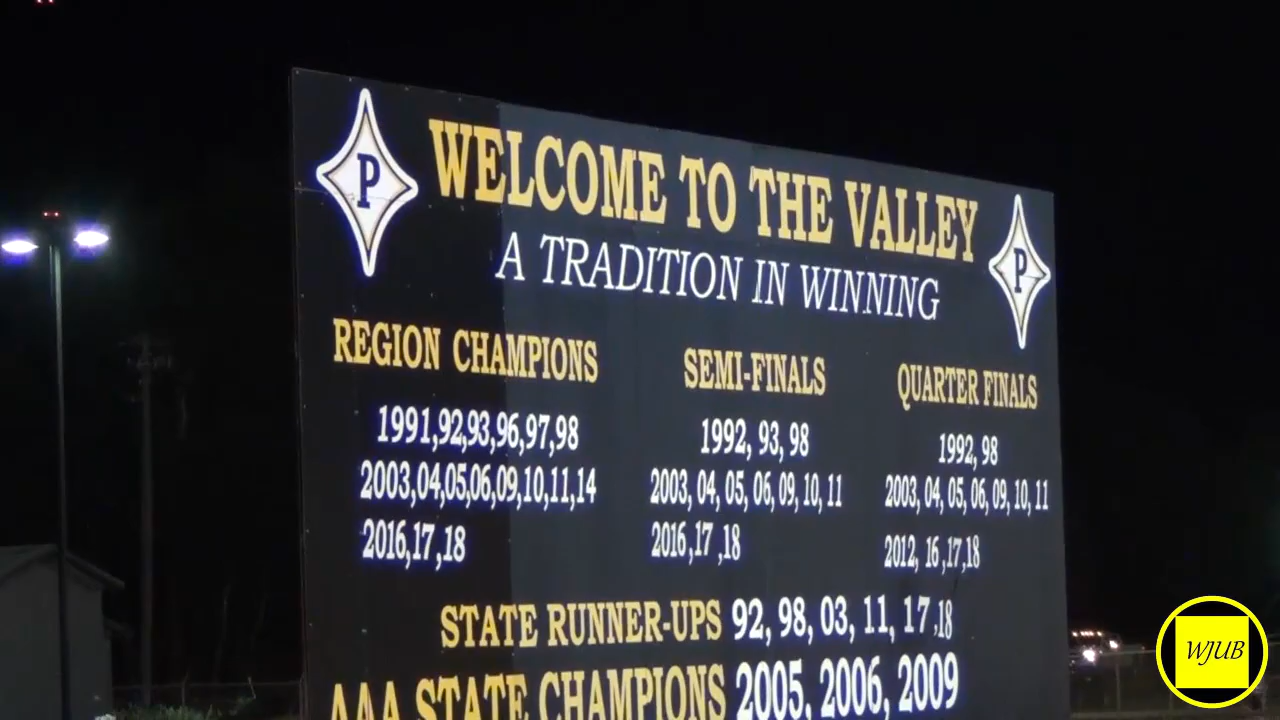 P
WELCOME TO THE VALLEY
P
A TRADITION IN WINNING
REGION CHAMPIONS
1991,92,93,96,97,98
2003,04,05,06,09,10,11,14
2016,17,18
SEMI-FINALS
1992, 93, 98
2003, 04, 05, 06, 09, 10, 11
2016,17 ,18
QUARTER FINALS
1992, 98
2003, 04, 05, 06, 09, 10, 11
2012, 16 ,17,18
STATE RUNNER-UPS 92, 98, 03, 11, 17 ,18
AAA STATE CHAMPIONS 2005, 2006, 2009
WJUB